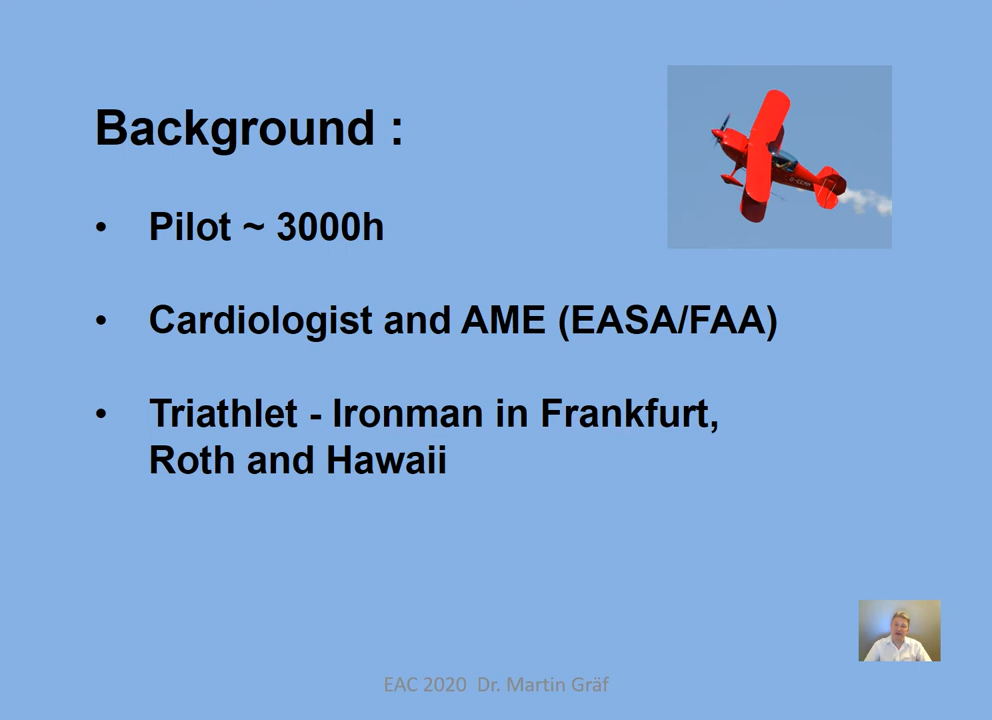 Background :
• Pilot ~ 3000h
• Cardiologist and AME (EASA/FAA)
• Triathlet - Ironman in Frankfurt,
Roth and Hawaii
EAC 2020 Dr. Martin Gräf